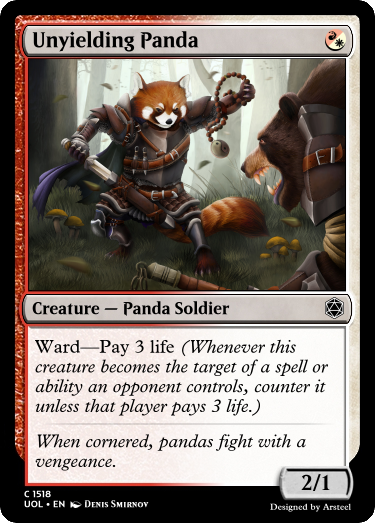 Unyielding Panda
Creature — Panda Soldier
Ward—Pay 3 life (Whenever this
creature becomes the target of a spell or
ability an opponent controls, counter it
unless that player pays 3 life.)
When cornered, pandas fight with a
vengeance.
2/1
C 1518
UOL • EN Denis Smirnov
Designed by Arsteel